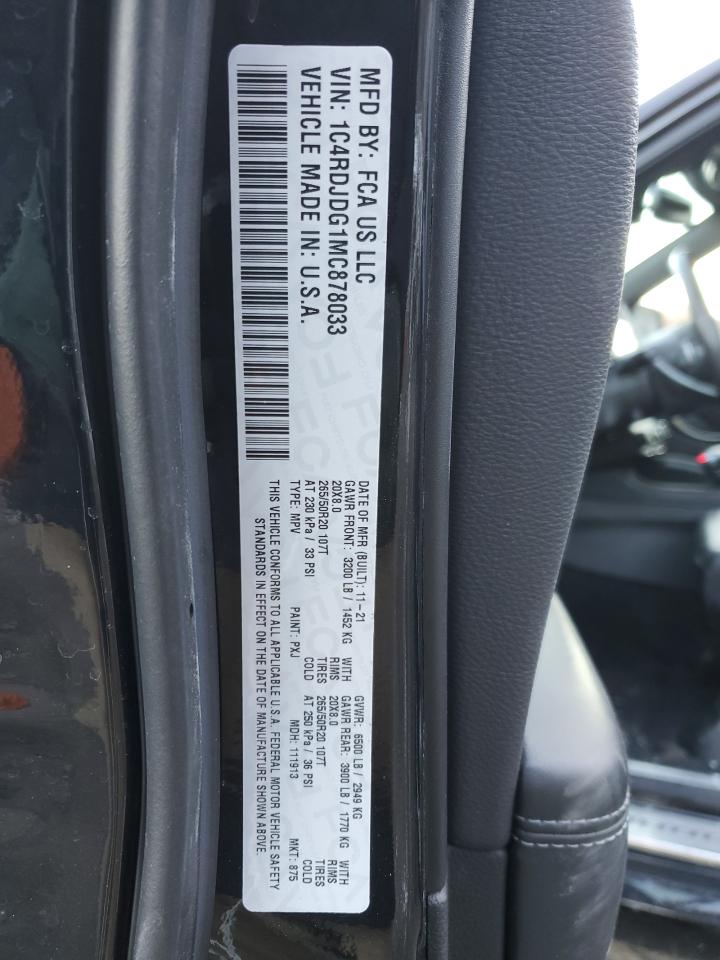 MFD BY: FCA US LLC
VIN: 1C4RDJDG1MC878033
VEHICLE MADE IN: U.S.A.
DATE OF MFR (BUILT): 11-21 GVWR: 6500 LB / 2949 KG
GAWR FRONT: 3200 LB / 1452 KG WITH GAWR REAR: 3900 LB / 1770 KG WITH
20X8.0 RIMS 20X8.0 RIMS
265/50R20 107T TIRES 265/50R20 107T TIRES
AT 230 kPa / 33 PSI COLD AT 250 kPa / 36 PSI COLD
TYPE: MPV PAINT: PXJ MDH: 111913 MKT: 875
THIS VEHICLE CONFORMS TO ALL APPLICABLE U.S.A. FEDERAL MOTOR VEHICLE SAFETY
STANDARDS IN EFFECT ON THE DATE OF MANUFACTURE SHOWN ABOVE.